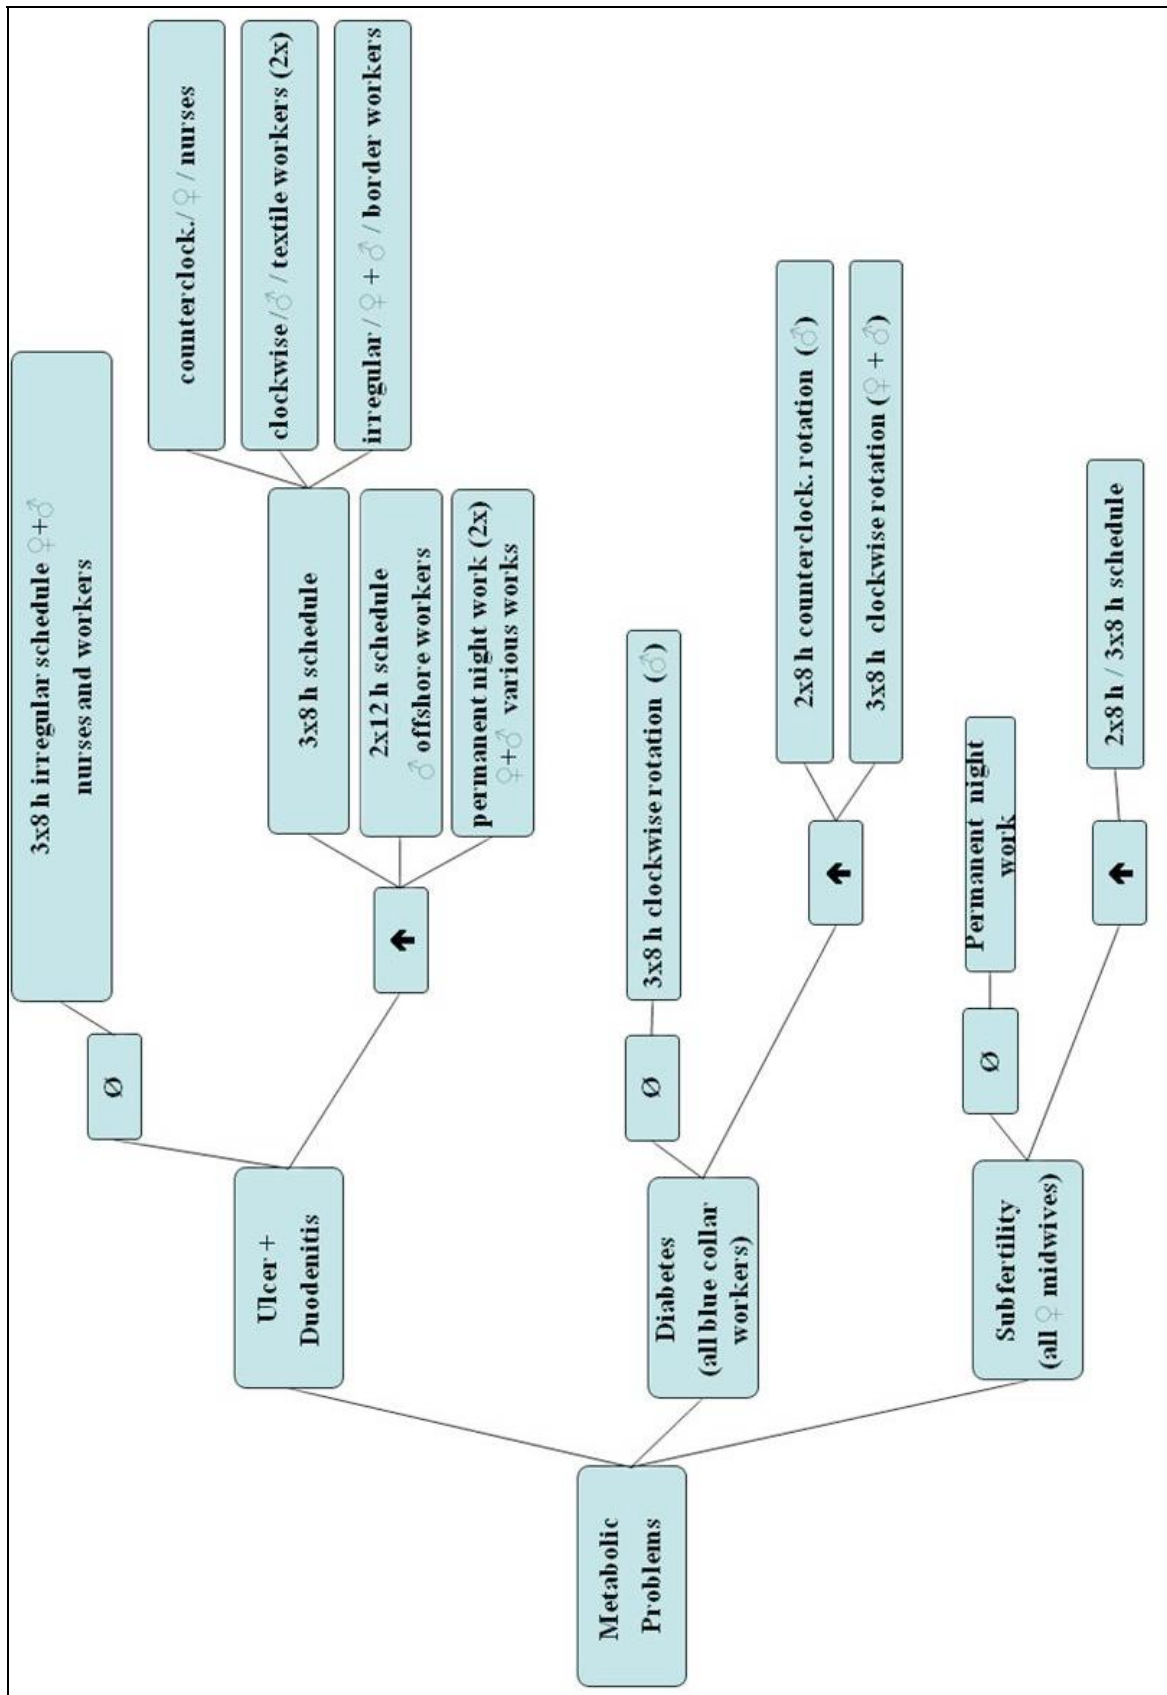 Metabolic
Problems
Ulcer +
Duodenitis
Ø
3x8 h irregular schedule ♀+♂
nurses and workers
↑
3x8 h schedule
counterclock./ ♀ / nurses
clockwise /♂ / textile workers (2x)
irregular / ♀ + ♂ / border workers
2x12 h schedule
♂ offshore workers
permanent night work (2x)
♀+♂ various works
Diabetes
(all blue collar
workers)
Ø
3x8 h clockwise rotation (♂)
↑
2x8 h counterclock. rotation (♂)
3x8 h clockwise rotation (♀ + ♂)
Subfertility
(all ♀ midwives)
Ø
Permanent night
work
↑
2x8 h / 3x8 h schedule